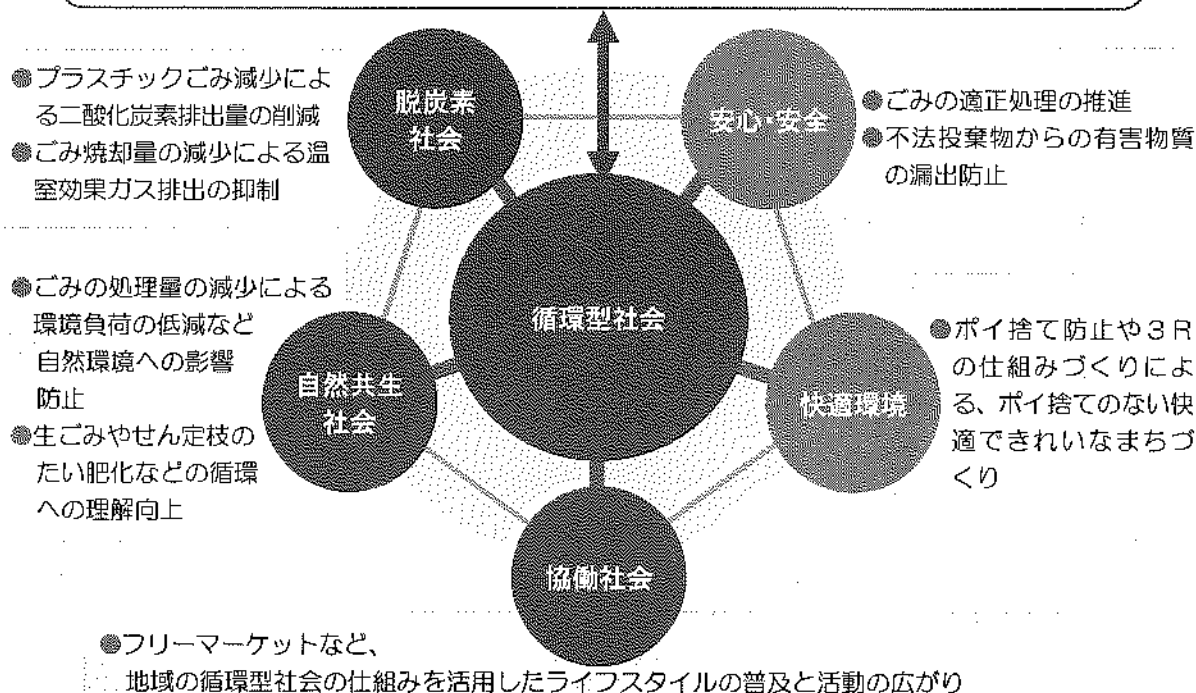 脱炭素
社会
●プラスチックごみ減少によ
る二酸化炭素排出量の削減
●ごみ焼却量の減少による温
室効果ガス排出の抑制
安心・安全
●ごみの適正処理の推進
●不法投棄物からの有害物質
の漏出防止
循環型社会
自然共生
社会
●ごみの処理量の減少による
環境負荷の低減など
自然環境への影響
防止
●生ごみやせん定枝の
たい肥化などの循環
への理解向上
快適環境
●ポイ捨て防止や3R
の仕組みづくりによ
る、ポイ捨てのない快
適できれいなまちづ
くり
協働社会
●フリーマーケットなど、
地域の循環型社会の仕組みを活用したライフスタイルの普及と活動の広がり